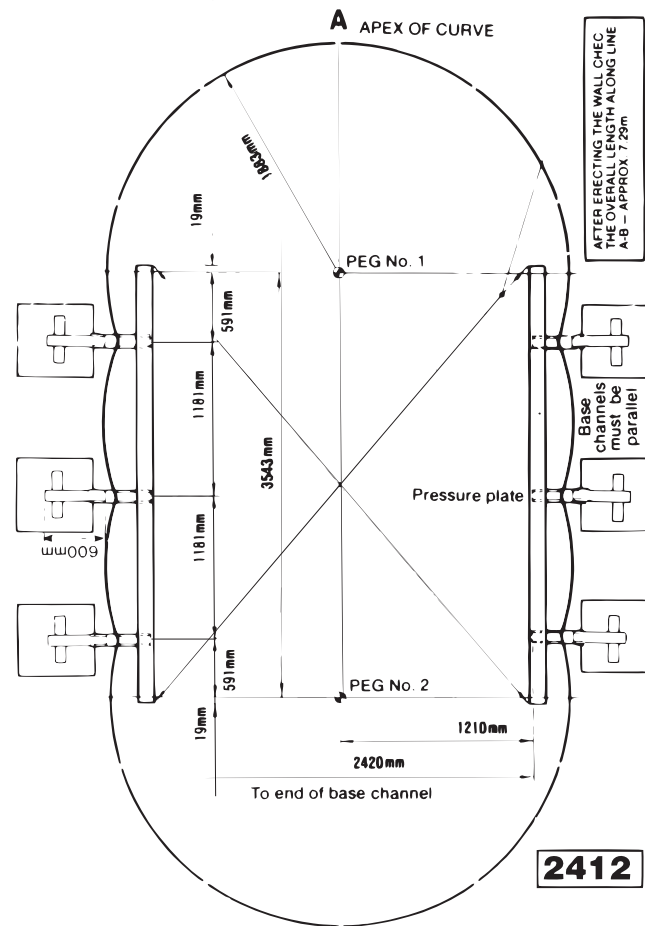 A APEX OF CURVE
AFTER ERECTING THE WALL CHEC
THE OVERALL LENGTH ALONG LINE
A-B – APPROX 7.29m
1883mm
19mm
PEG No. 1
591mm
1181mm
3543mm
Base
channels
must be
parallel
Pressure plate
600mm
1181mm
591mm
PEG No. 2
19mm
1210mm
2420mm
To end of base channel
2412